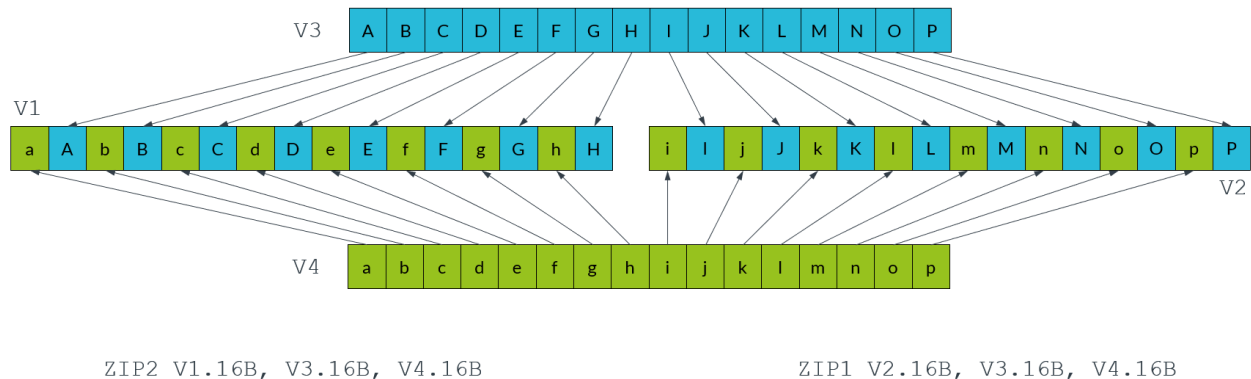 V3 A B C D E F G H I J K L M N O P
V1
a A b B c C d D e E f F g G h H i I j J k K l L m M n N o O p P
V2
V4 a b c d e f g h i j k l m n o p
ZIP2 V1.16B, V3.16B, V4.16B
ZIP1 V2.16B, V3.16B, V4.16B